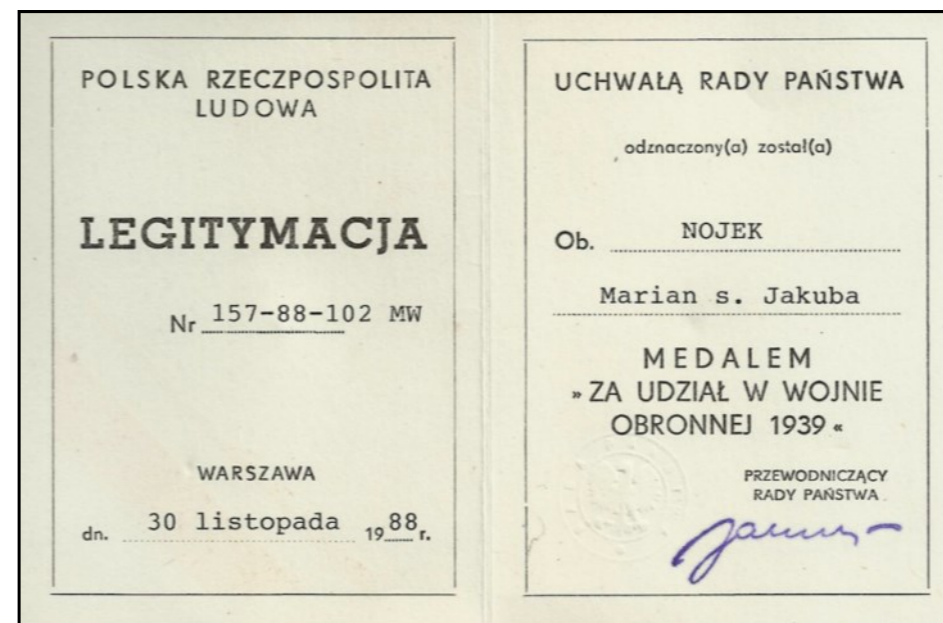 POLSKA RZECZPOSPOLITA
LUDOWA
LEGITYMACJA
Nr 157-88-102 MW
WARSZAWA
dn. 30 listopada 1988 r.
UCHWAŁĄ RADY PAŃSTWA
odznaczony(a) został(a)
Ob. NOJEK
Marian s. Jakuba
MEDALEM
» ZA UDZIAŁ W WOJNIE
OBRONNEJ 1939 «
PRZEWODNICZĄCY
RADY PAŃSTWA